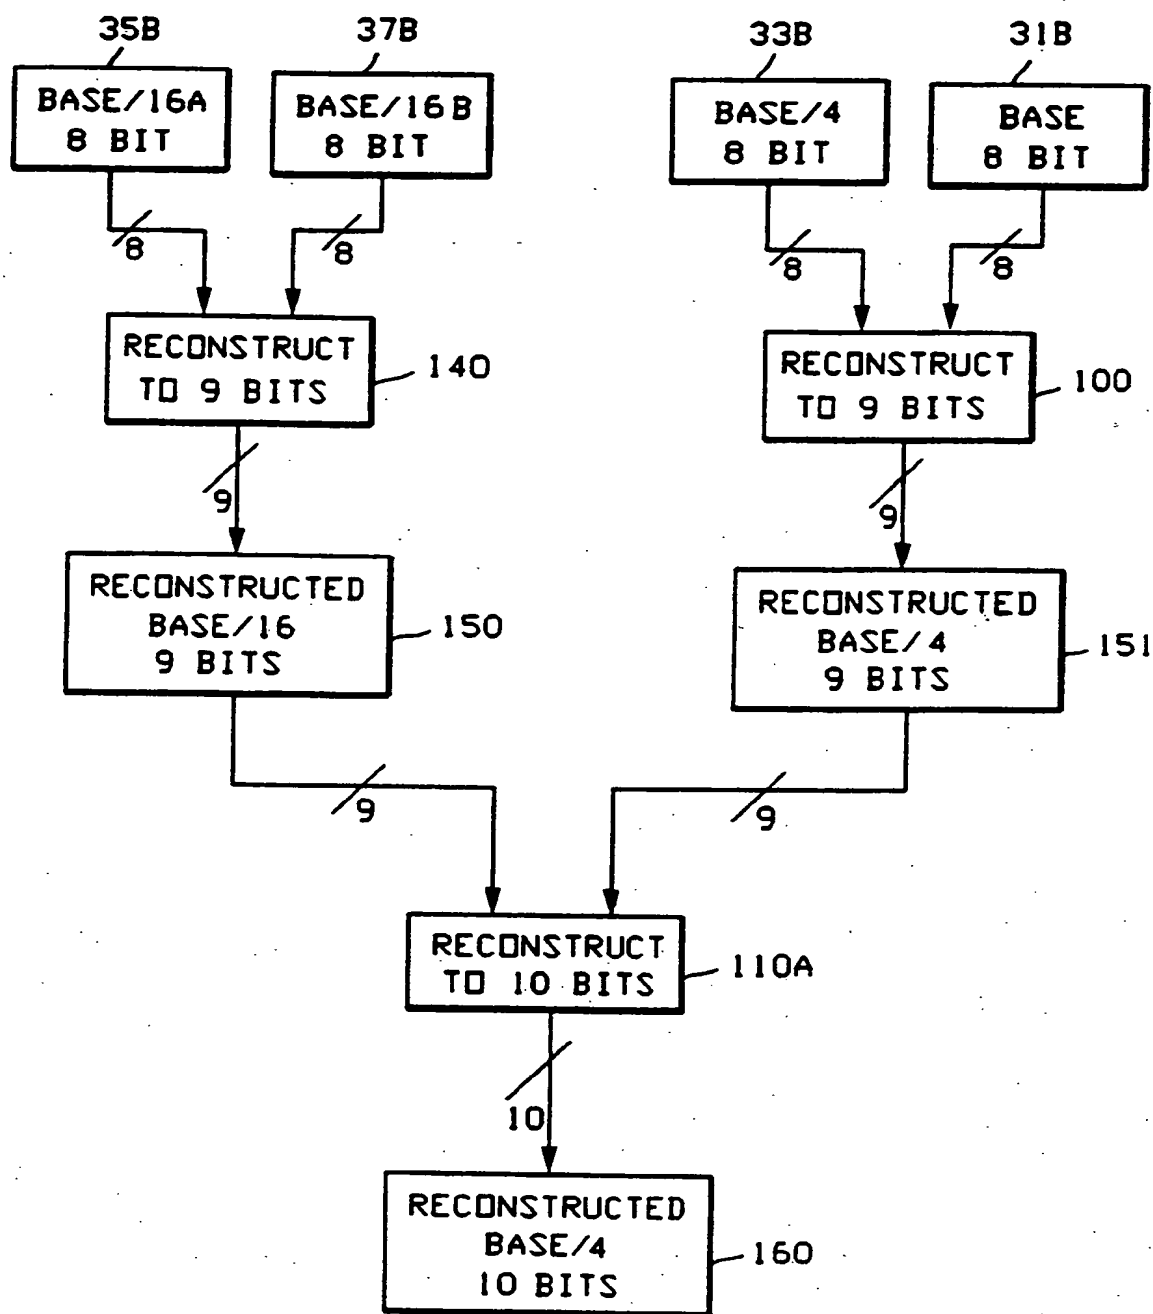 35B
37B
33B
31B
BASE/16A
8 BIT
BASE/16B
8 BIT
BASE/4
8 BIT
BASE
8 BIT
8
8
8
8
RECONSTRUCT
TO 9 BITS
140
RECONSTRUCT
TO 9 BITS
100
9
9
RECONSTRUCTED
BASE/16
9 BITS
150
RECONSTRUCTED
BASE/4
9 BITS
151
9
9
RECONSTRUCT
TO 10 BITS
110A
10
RECONSTRUCTED
BASE/4
10 BITS
160